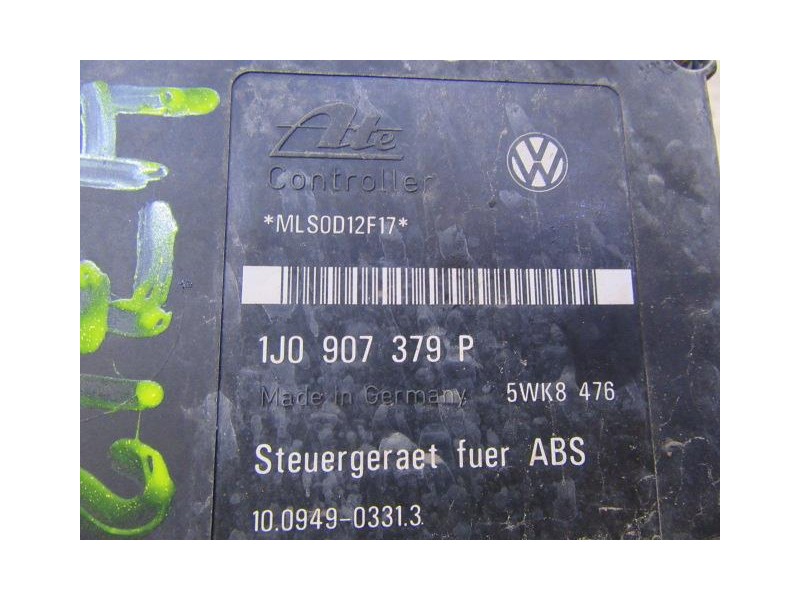 Ate
Controller
*MLS0D12F17*
1J0 907 379 P
Made in Germany
5WK8 476
Steuergeraet fuer ABS
10.0949-0331.3